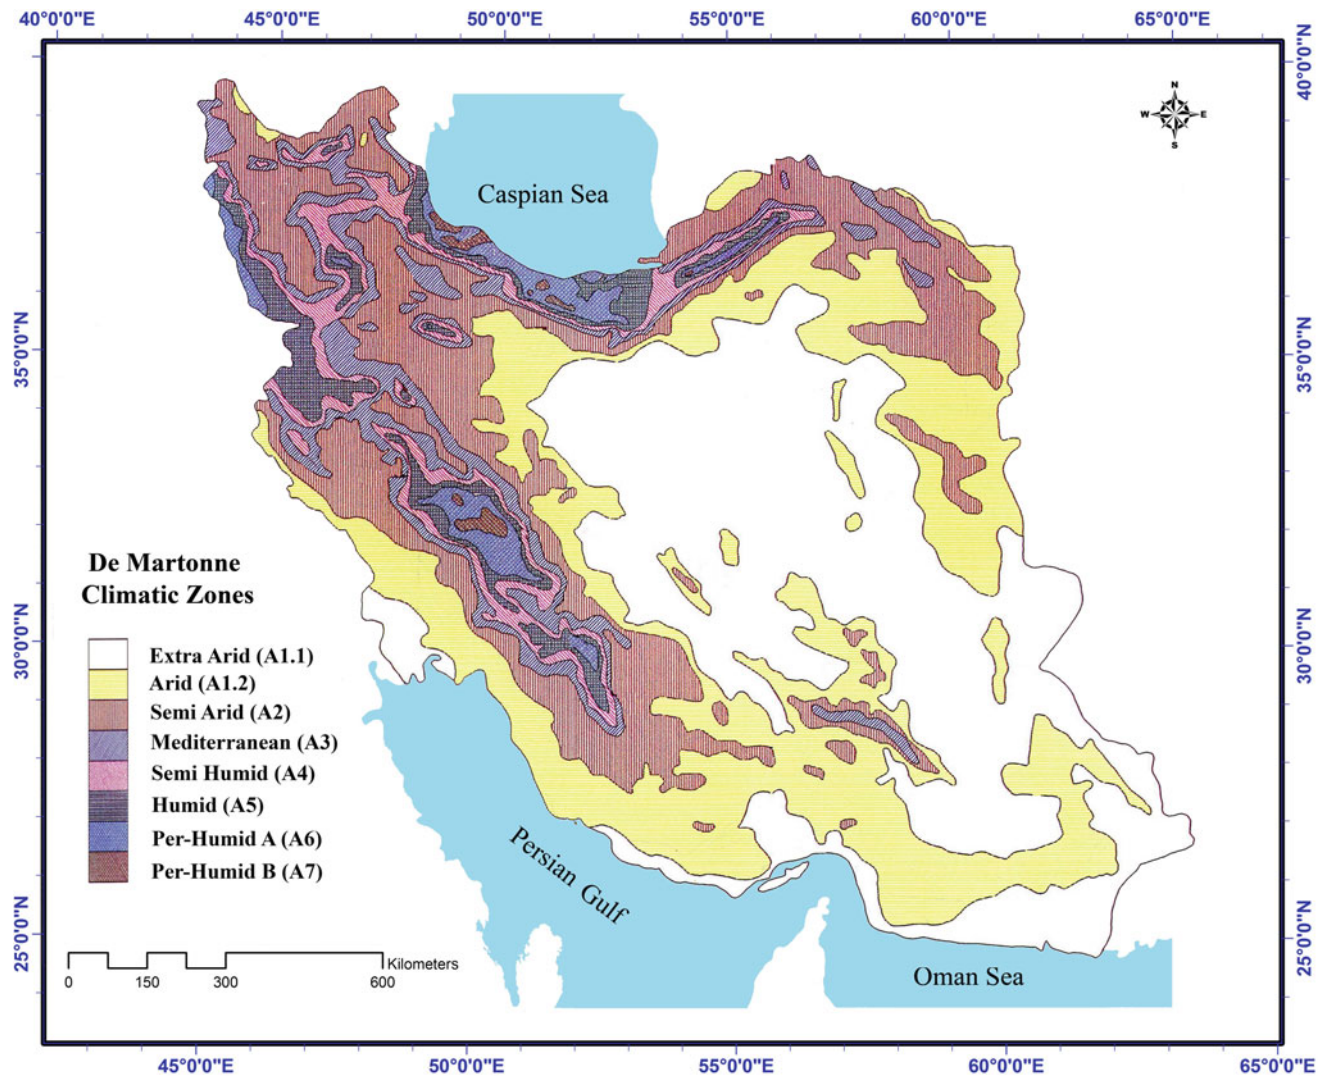 40°0'0"E 45°0'0"E 50°0'0"E 55°0'0"E 60°0'0"E 65°0'0"E
40°0'0"N
40°0'0"N
N
W E
S
Caspian Sea
35°0'0"N
35°0'0"N
De Martonne
Climatic Zones
30°0'0"N
30°0'0"N
Extra Arid (A1.1)
Arid (A1.2)
Semi Arid (A2)
Mediterranean (A3)
Semi Humid (A4)
Humid (A5)
Per-Humid A (A6)
Per-Humid B (A7)
Persian Gulf
25°0'0"N
25°0'0"N
Kilometers
0 150 300 600
Oman Sea
45°0'0"E 50°0'0"E 55°0'0"E 60°0'0"E 65°0'0"E